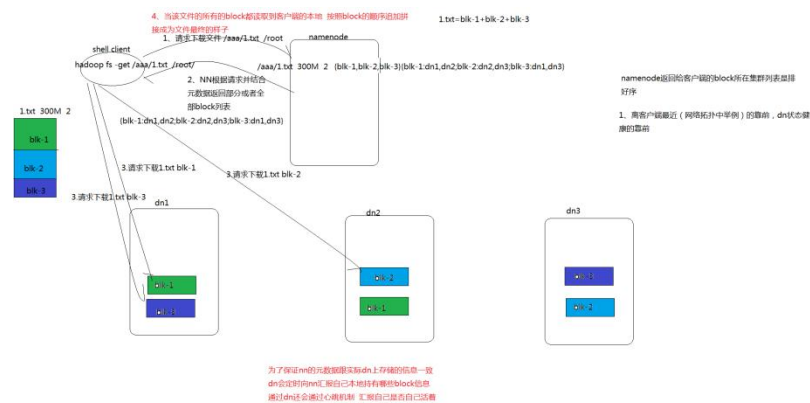 4、当该文件的所有的block都读取到客户端的本地 按照block的顺序追加拼
接成为文件最终的样子
1.txt=blk-1+blk-2+blk-3
shell client
1、请求下载文件 /aaa/1.txt /root
namenode
hadoop fs -get /aaa/1.txt /root/
/aaa/1.txt 300M 2 (blk-1,blk-2,blk-3)(blk-1:dn1,dn2;blk-2:dn2,dn3;blk-3:dn1,dn3)
2、NN根据请求并结合
元数据返回部分或者全
部block列表
(blk-1:dn1,dn2;blk-2:dn2,dn3;blk-3:dn1,dn3)
namenode返回给客户端的block所在集群列表是排
好序
1、离客户端最近（网络拓扑中举例）的靠前，dn状态健
康的靠前
1.txt 300M 2
blk-1
blk-2
blk-3
3.请求下载1.txt blk-1
3.请求下载1.txt blk-2
3.请求下载1.txt blk-3
dn1
blk-1
blk-3
dn2
blk-2
blk-1
dn3
blk-3
blk-2
为了保证nn的元数据跟实际dn上存储的信息一致
dn会定时向nn汇报自己本地持有哪些block信息
通过dn还会通过心跳机制 汇报自己是否自己活着